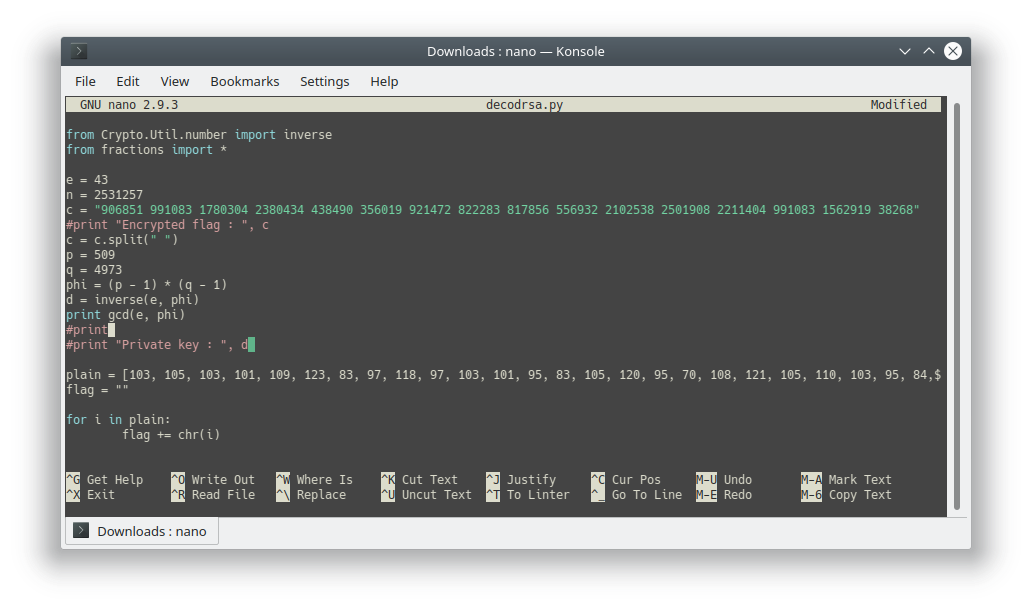 Downloads : nano — Konsole
File Edit View Bookmarks Settings Help
GNU nano 2.9.3 decodrsa.py Modified
from Crypto.Util.number import inverse
from fractions import *
e = 43
n = 2531257
c = "906851 991083 1780304 2380434 438490 356019 921472 822283 817856 556932 2102538 2501908 2211404 991083 1562919 38268"
#print "Encrypted flag : ", c
c = c.split(" ")
p = 509
q = 4973
phi = (p - 1) * (q - 1)
d = inverse(e, phi)
print gcd(e, phi)
#print
#print "Private key : ", d
plain = [103, 105, 103, 101, 109, 123, 83, 97, 118, 97, 103, 101, 95, 83, 105, 120, 95, 70, 108, 121, 105, 110, 103, 95, 84,$
flag = ""
for i in plain:
        flag += chr(i)
^G Get Help ^O Write Out ^W Where Is ^K Cut Text ^J Justify ^C Cur Pos M-U Undo M-A Mark Text
^X Exit ^R Read File ^\ Replace ^U Uncut Text ^T To Linter ^_ Go To Line M-E Redo M-6 Copy Text
Downloads : nano